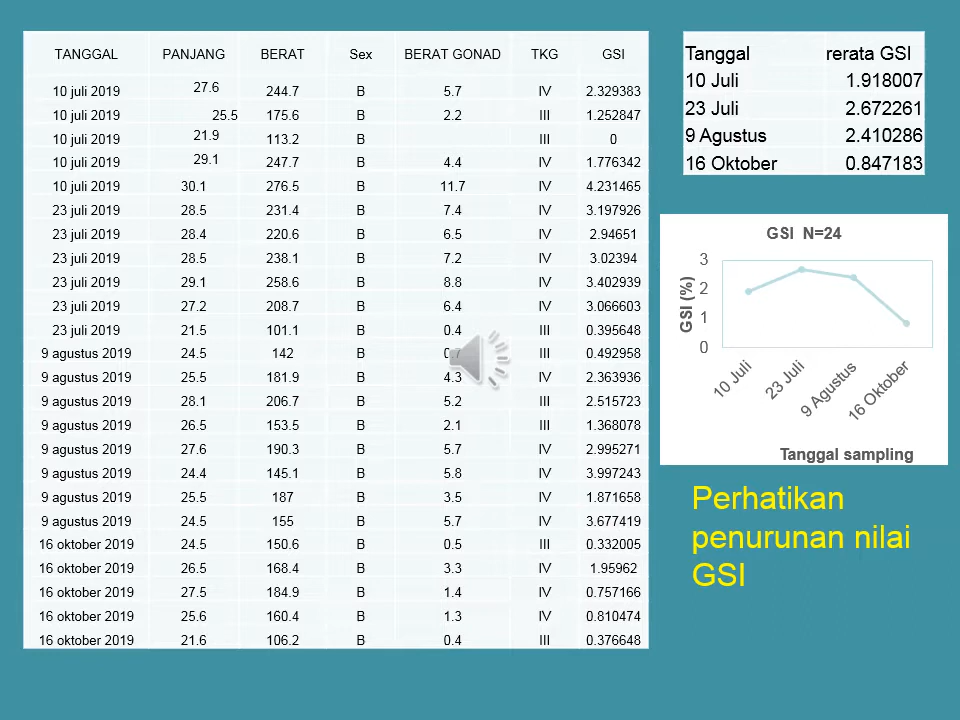 TANGGAL PANJANG BERAT Sex BERAT GONAD TKG GSI
10 juli 2019 27.6 244.7 B 5.7 IV 2.329383
10 juli 2019 25.5 175.6 B 2.2 III 1.252847
10 juli 2019 21.9 113.2 B III 0
10 juli 2019 29.1 247.7 B 4.4 IV 1.776342
10 juli 2019 30.1 276.5 B 11.7 IV 4.231465
23 juli 2019 28.5 231.4 B 7.4 IV 3.197926
23 juli 2019 28.4 220.6 B 6.5 IV 2.94651
23 juli 2019 28.5 238.1 B 7.2 IV 3.02394
23 juli 2019 29.1 258.6 B 8.8 IV 3.402939
23 juli 2019 27.2 208.7 B 6.4 IV 3.066603
23 juli 2019 21.5 101.1 B 0.4 III 0.395648
9 agustus 2019 24.5 142 B 0.7 III 0.492958
9 agustus 2019 25.5 181.9 B 4.3 IV 2.363936
9 agustus 2019 28.1 206.7 B 5.2 III 2.515723
9 agustus 2019 26.5 153.5 B 2.1 III 1.368078
9 agustus 2019 27.6 190.3 B 5.7 IV 2.995271
9 agustus 2019 24.4 145.1 B 5.8 IV 3.997243
9 agustus 2019 25.5 187 B 3.5 IV 1.871658
9 agustus 2019 24.5 155 B 5.7 IV 3.677419
16 oktober 2019 24.5 150.6 B 0.5 III 0.332005
16 oktober 2019 26.5 168.4 B 3.3 IV 1.95962
16 oktober 2019 27.5 184.9 B 1.4 IV 0.757166
16 oktober 2019 25.6 160.4 B 1.3 IV 0.810474
16 oktober 2019 21.6 106.2 B 0.4 III 0.376648
Tanggal rerata GSI
10 Juli 1.918007
23 Juli 2.672261
9 Agustus 2.410286
16 Oktober 0.847183
GSI N=24
GSI (%)
3
2
1
0
10 Juli
23 Juli
9 Agustus
16 Oktober
Tanggal sampling
Perhatikan
penurunan nilai
GSI